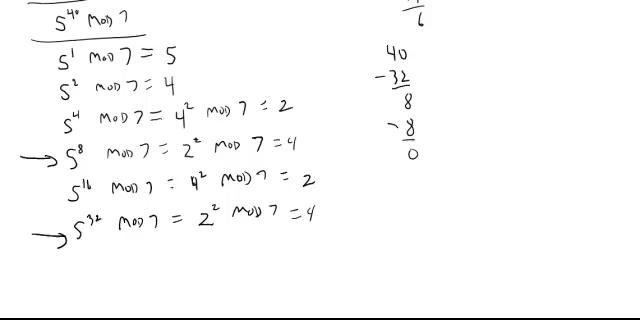 5^40 MOD 7
5^1 MOD 7 = 5
5^2 MOD 7 = 4
5^4 MOD 7 = 4^2 MOD 7 = 2
→ 5^8 MOD 7 = 2^2 MOD 7 = 4
5^16 MOD 7 = 4^2 MOD 7 = 2
→ 5^32 MOD 7 = 2^2 MOD 7 = 4
6
40
-32
8
-8
0